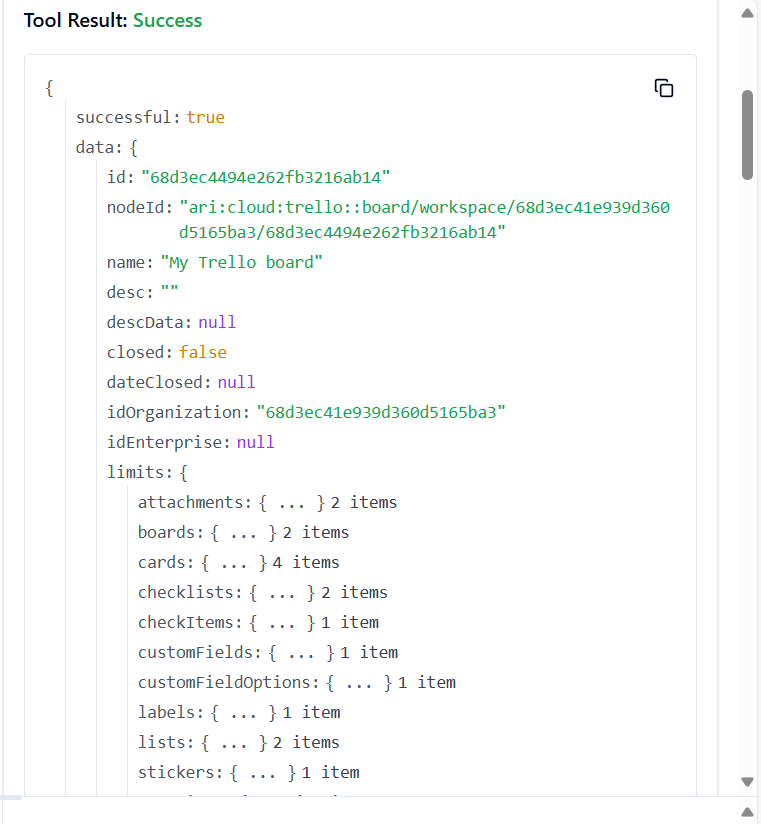 Tool Result: Success
{
successful: true
data: {
id: "68d3ec4494e262fb3216ab14"
nodeId: "ari:cloud:trello::board/workspace/68d3ec41e939d360
d5165ba3/68d3ec4494e262fb3216ab14"
name: "My Trello board"
desc: ""
descData: null
closed: false
dateClosed: null
idOrganization: "68d3ec41e939d360d5165ba3"
idEnterprise: null
limits: {
attachments: { ... } 2 items
boards: { ... } 2 items
cards: { ... } 4 items
checklists: { ... } 2 items
checkItems: { ... } 1 item
customFields: { ... } 1 item
customFieldOptions: { ... } 1 item
labels: { ... } 1 item
lists: { ... } 2 items
stickers: { ... } 1 item